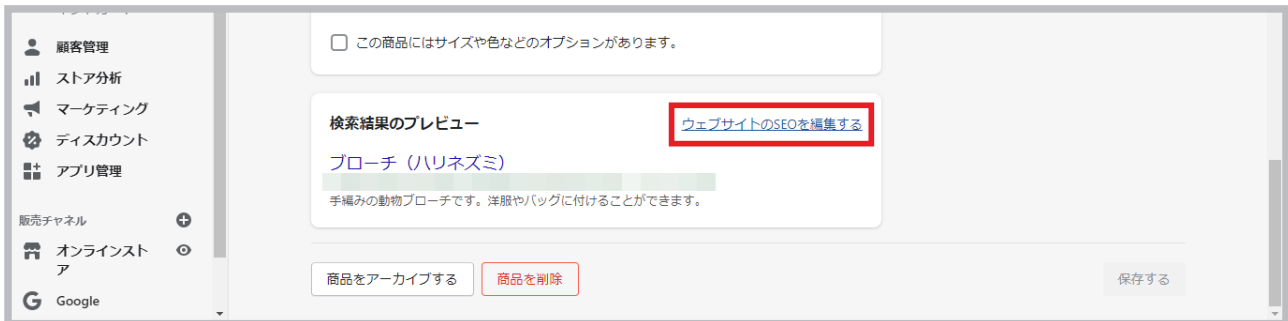 顧客管理
ストア分析
マーケティング
ディスカウント
アプリ管理
販売チャネル
オンラインスト
ア
Google
この商品にはサイズや色などのオプションがあります。
検索結果のプレビュー
ウェブサイトのSEOを編集する
ブローチ（ハリネズミ）
手編みの動物ブローチです。洋服やバッグに付けることができます。
商品をアーカイブする
商品を削除
保存する